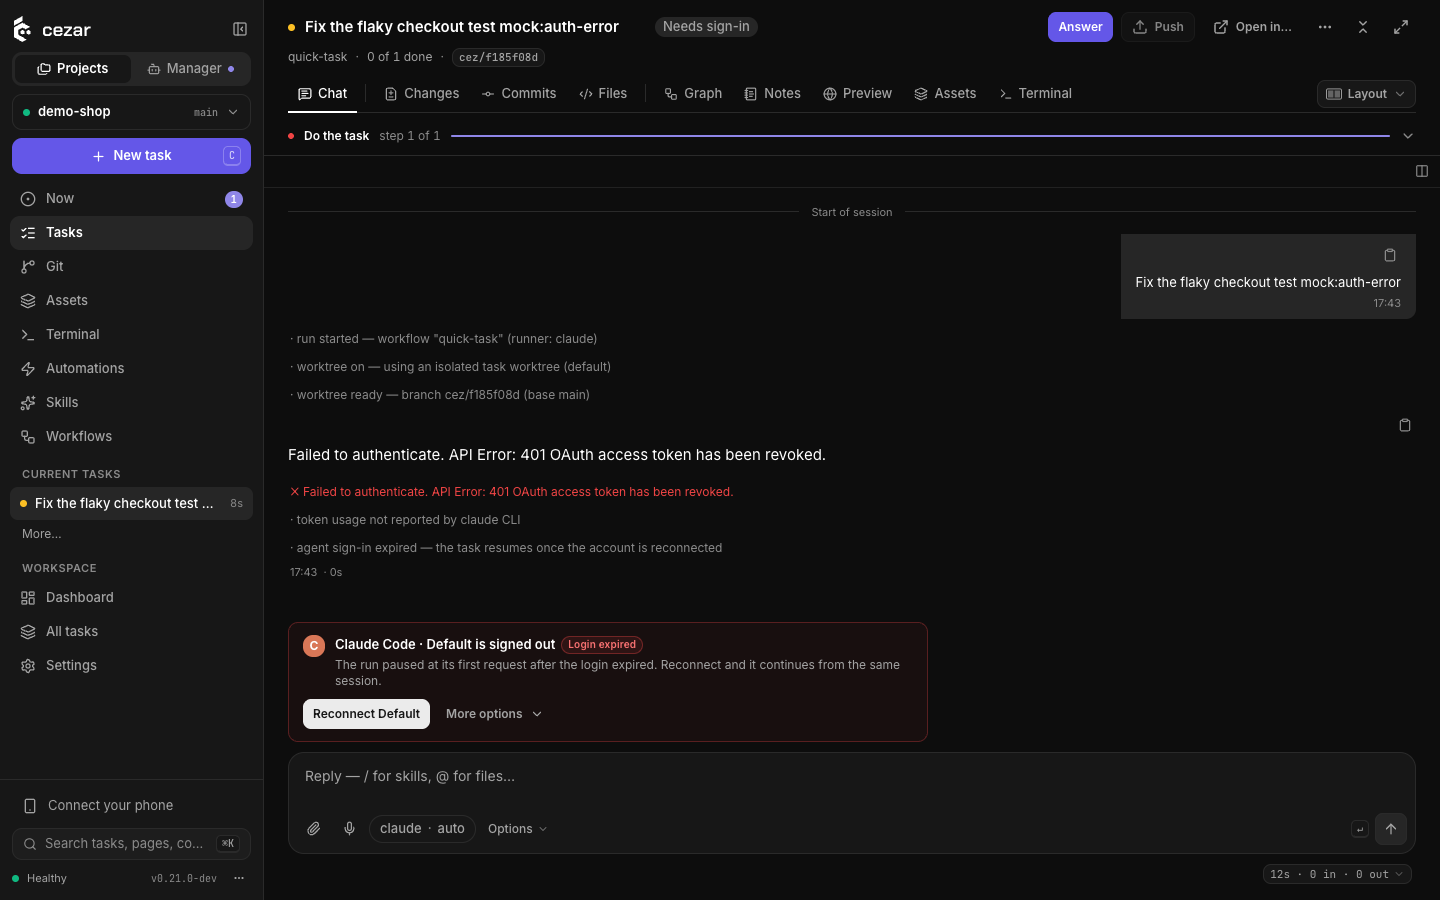 cezar
Projects
Manager
demo-shop
main
New task
C
Now
1
Tasks
Git
Assets
Terminal
Automations
Skills
Workflows
CURRENT TASKS
Fix the flaky checkout test ...
8s
More...
WORKSPACE
Dashboard
All tasks
Settings
Connect your phone
Search tasks, pages, co...
⌘K
Healthy
v0.21.0-dev
Fix the flaky checkout test mock:auth-error
Needs sign-in
Answer
Push
Open in...
quick-task · 0 of 1 done · cez/f185f08d
Chat
Changes
Commits
Files
Graph
Notes
Preview
Assets
Terminal
Layout
Do the task
step 1 of 1
Start of session
Fix the flaky checkout test mock:auth-error
17:43
· run started — workflow "quick-task" (runner: claude)
· worktree on — using an isolated task worktree (default)
· worktree ready — branch cez/f185f08d (base main)
Failed to authenticate. API Error: 401 OAuth access token has been revoked.
✕ Failed to authenticate. API Error: 401 OAuth access token has been revoked.
· token usage not reported by claude CLI
· agent sign-in expired — the task resumes once the account is reconnected
17:43 · 0s
C
Claude Code · Default is signed out
Login expired
The run paused at its first request after the login expired. Reconnect and it continues from the same
session.
Reconnect Default
More options
Reply — / for skills, @ for files...
claude · auto
Options
12s · 0 in · 0 out